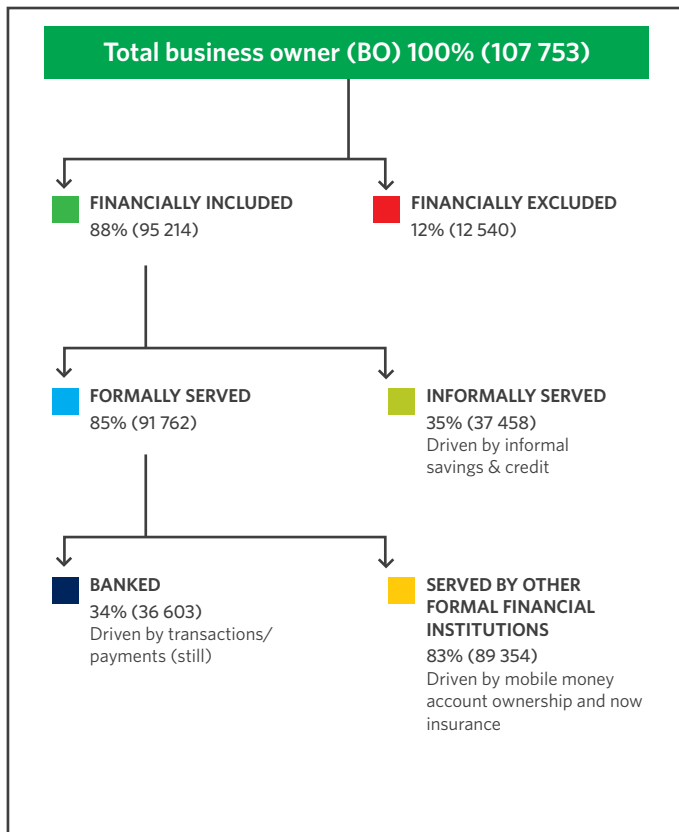 Total business owner (BO) 100% (107 753)
FINANCIALLY INCLUDED
88% (95 214)
FINANCIALLY EXCLUDED
12% (12 540)
FORMALLY SERVED
85% (91 762)
INFORMALLY SERVED
35% (37 458)
Driven by informal
savings & credit
BANKED
34% (36 603)
Driven by transactions/
payments (still)
SERVED BY OTHER
FORMAL FINANCIAL
INSTITUTIONS
83% (89 354)
Driven by mobile money
account ownership and now
insurance